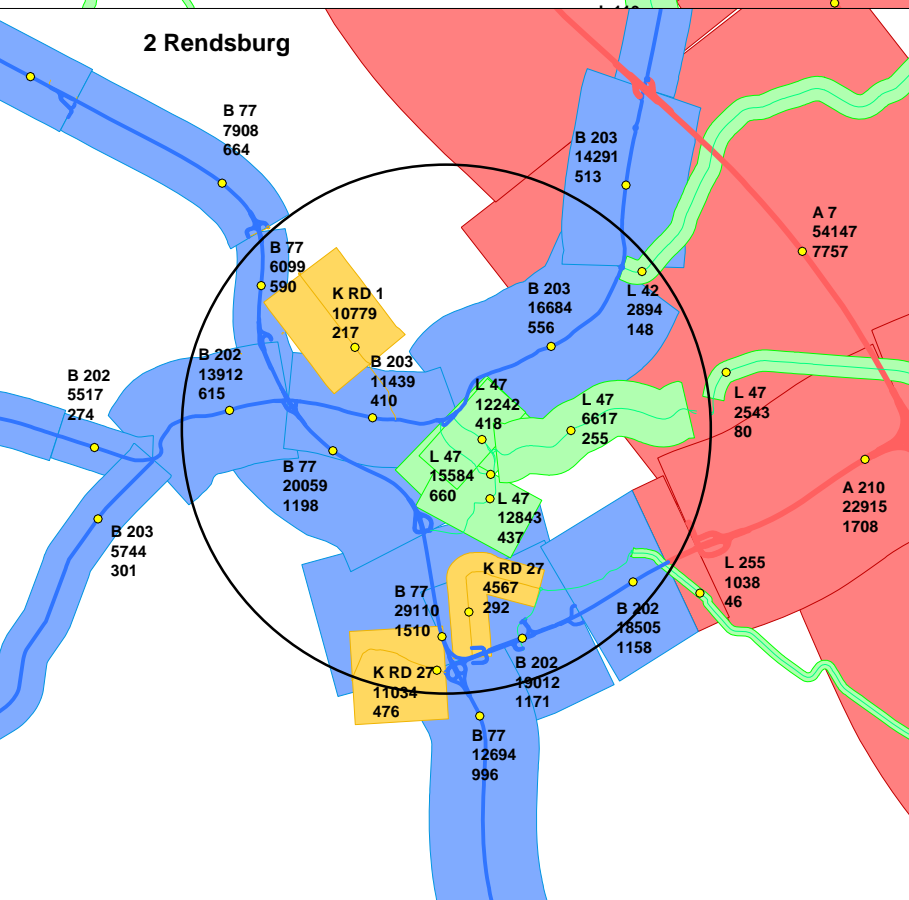 2 Rendsburg
B 77
7908
664
B 203
14291
513
A 7
54147
7757
B 77
6099
590
K RD 1
10779
217
B 203
16684
556
L 42
2894
148
B 202
13912
615
B 203
11439
410
B 202
5517
274
L 47
12242
418
L 47
6617
255
L 47
2543
80
L 47
15584
660
B 77
20059
1198
L 47
12843
437
A 210
22915
1708
B 203
5744
301
K RD 27
4567
292
L 255
1038
46
B 77
29110
1510
B 202
18505
1158
B 202
19012
1171
K RD 27
11034
476
B 77
12694
996